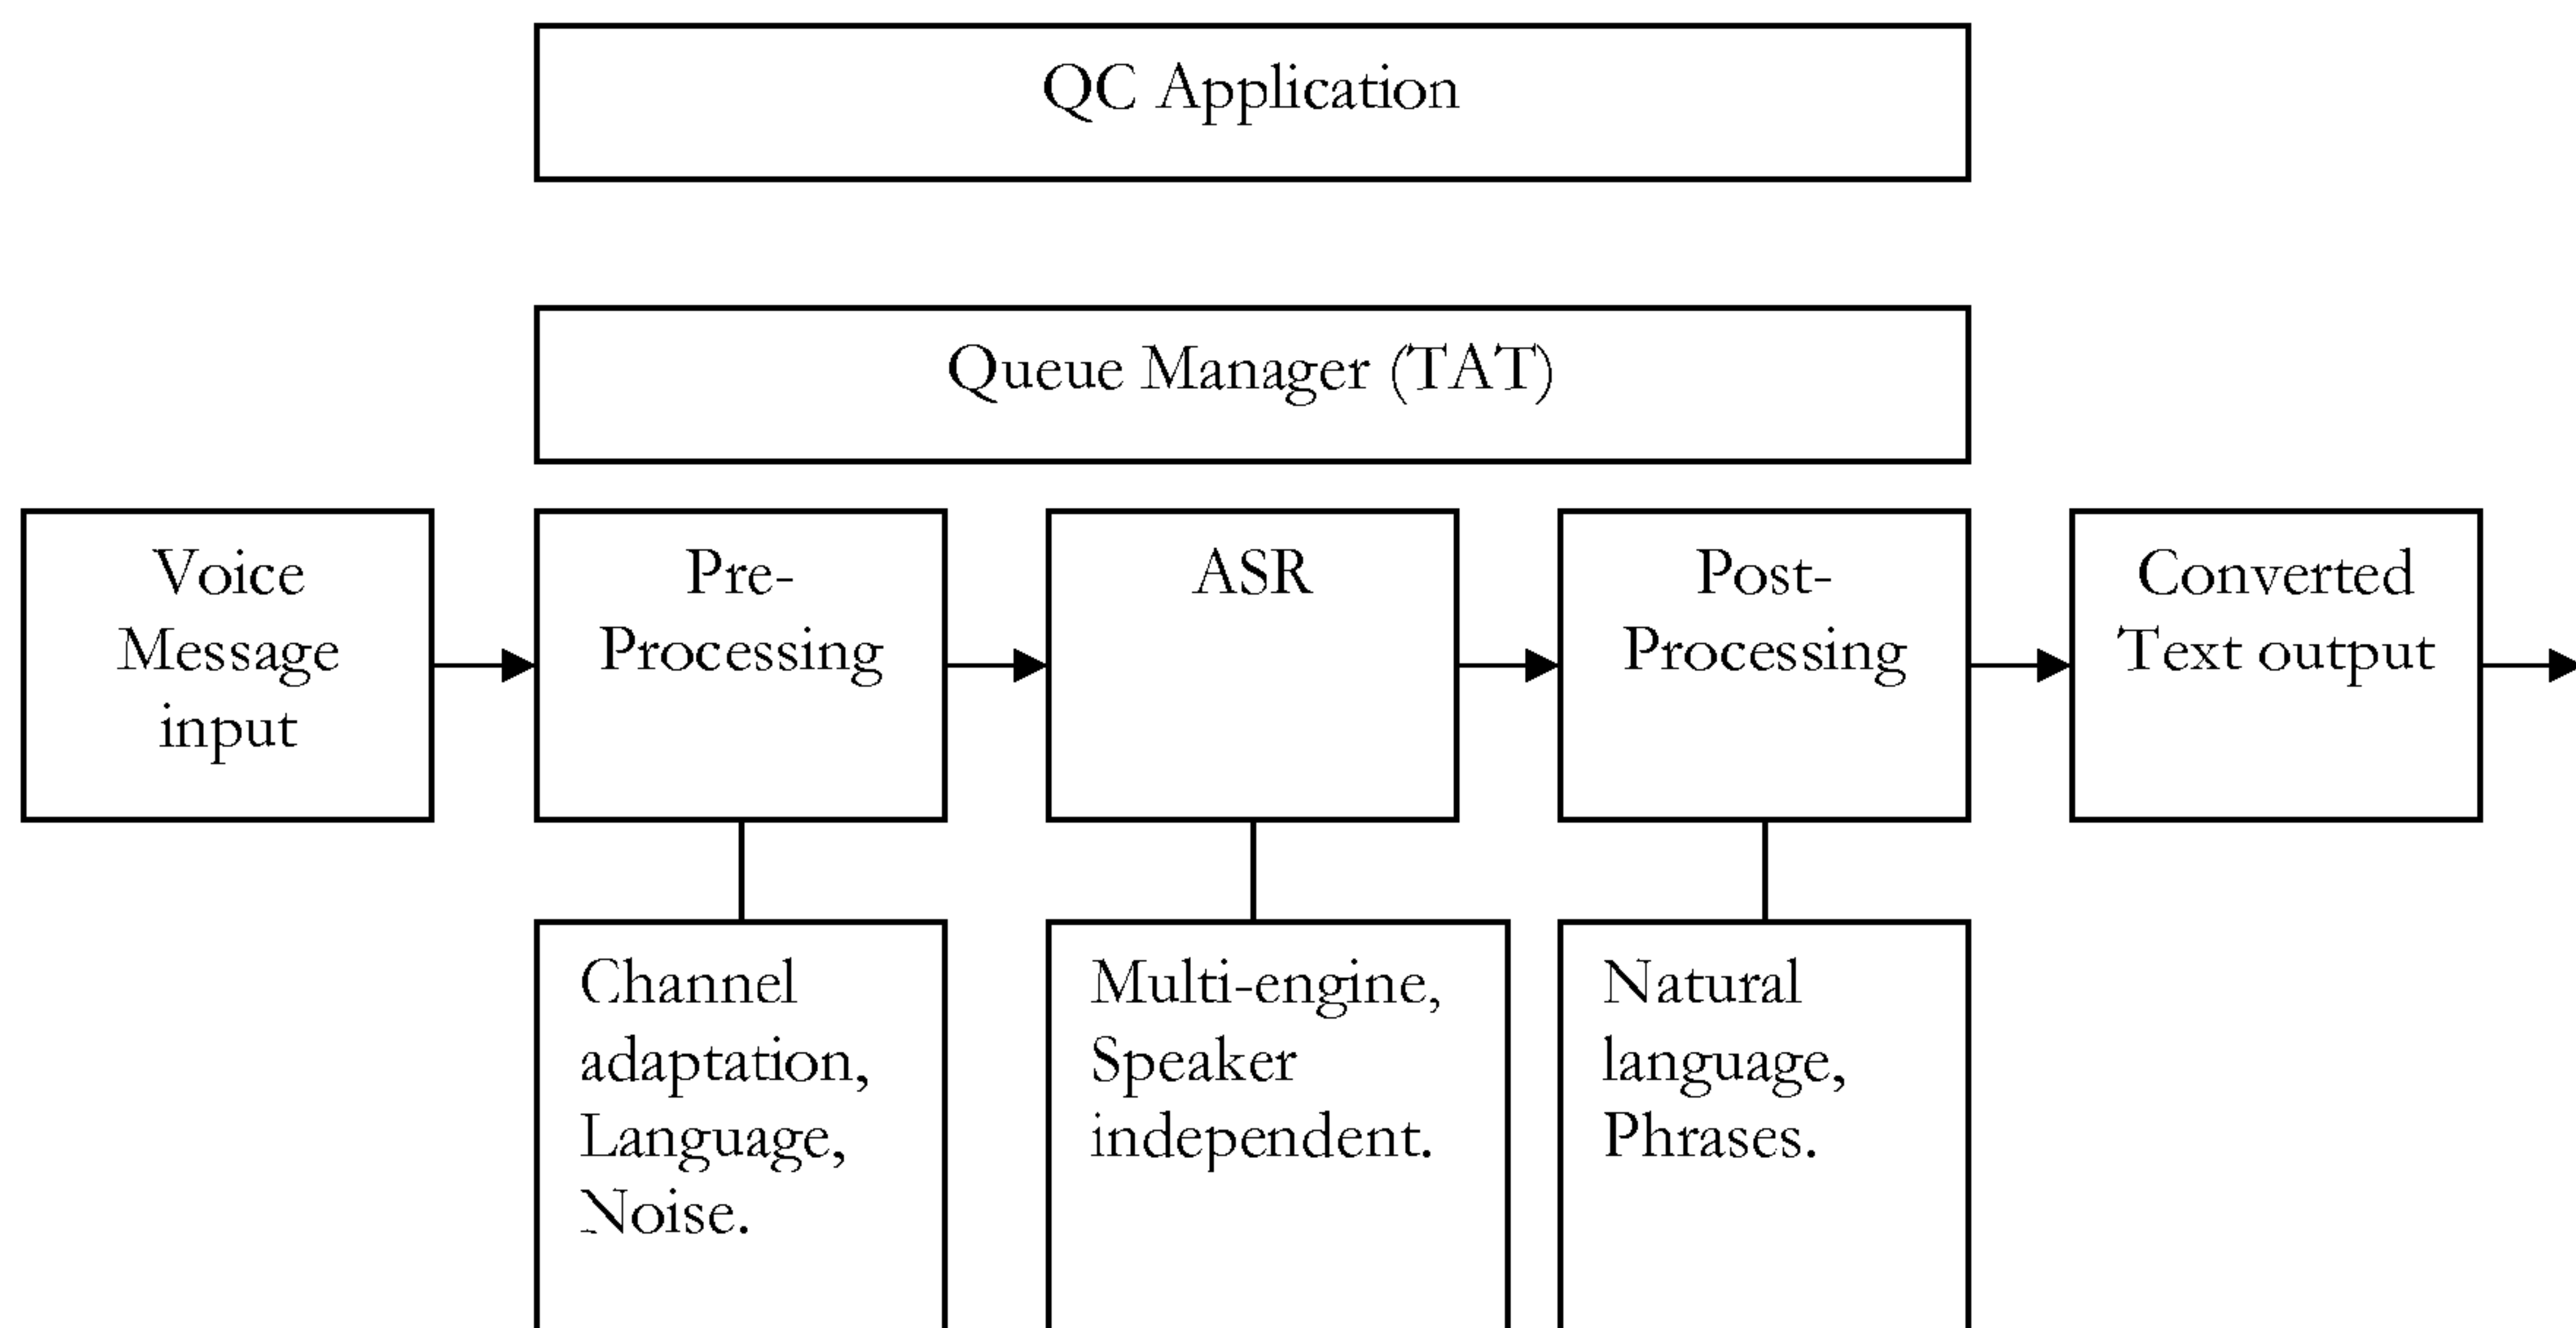 QC Application
Queue Manager (TAT)
Voice
Message
input
Pre-
Processing
ASR
Post-
Processing
Converted
Text output
Channel
adaptation,
Language,
Noise.
Multi-engine,
Speaker
independent.
Natural
language,
Phrases.